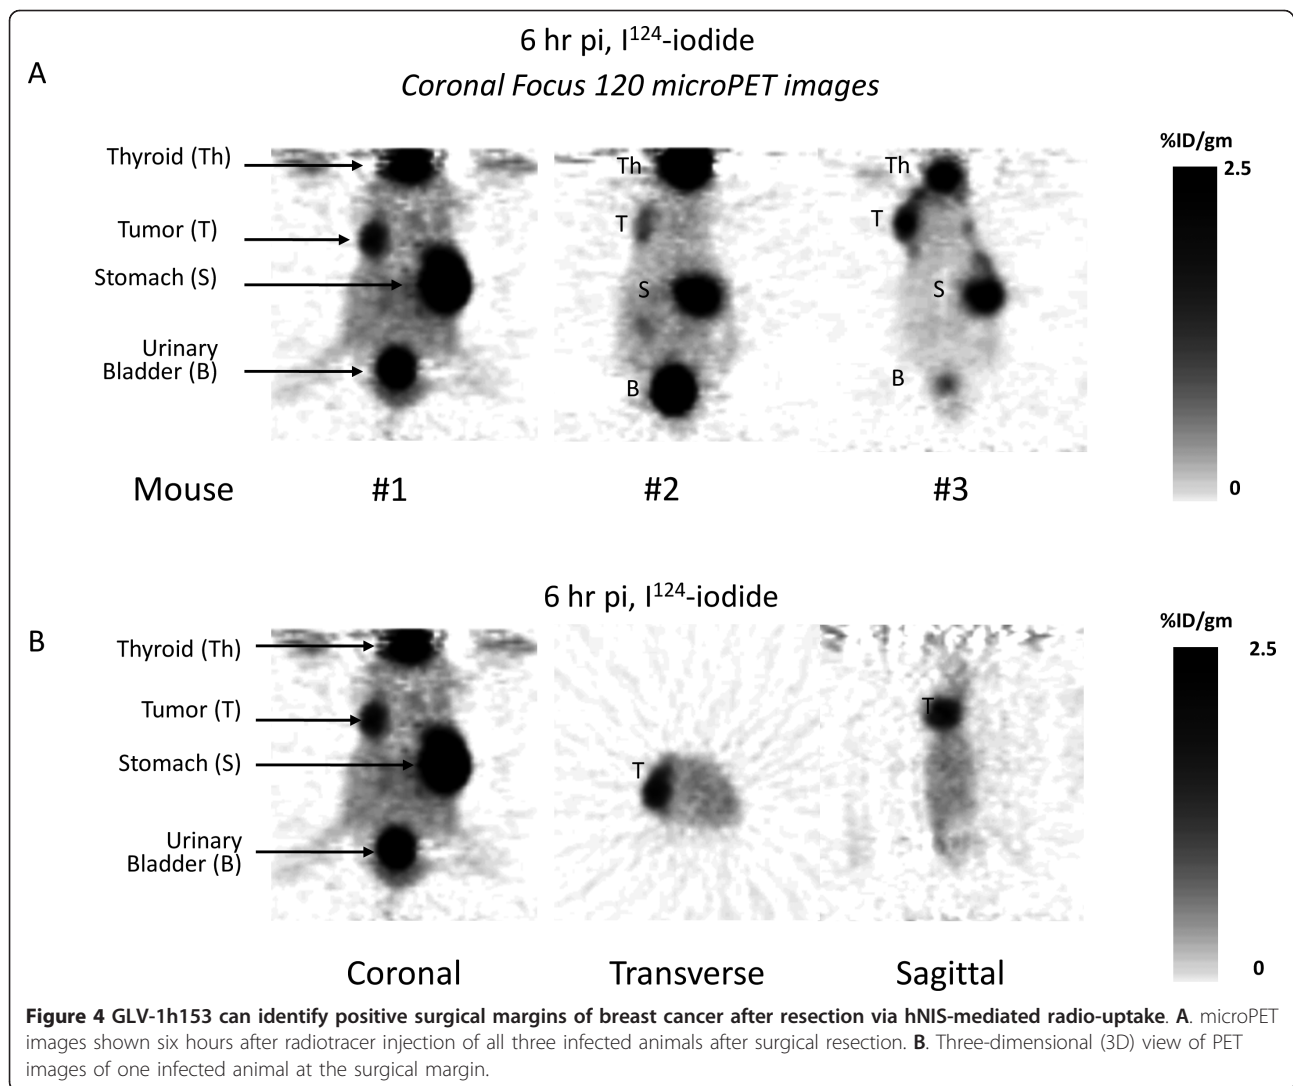 6 hr pi, I¹²⁴-iodide
A
Coronal Focus 120 microPET images
%ID/gm
2.5
0
Thyroid (Th)
Tumor (T)
Stomach (S)
Urinary
Bladder (B)
Th
T
S
B
Th
T
S
B
Mouse #1 #2 #3
6 hr pi, I¹²⁴-iodide
B
%ID/gm
2.5
0
Thyroid (Th)
Tumor (T)
Stomach (S)
Urinary
Bladder (B)
T
T
Coronal Transverse Sagittal
Figure 4 GLV-1h153 can identify positive surgical margins of breast cancer after resection via hNIS-mediated radio-uptake. A. microPET
images shown six hours after radiotracer injection of all three infected animals after surgical resection. B. Three-dimensional (3D) view of PET
images of one infected animal at the surgical margin.